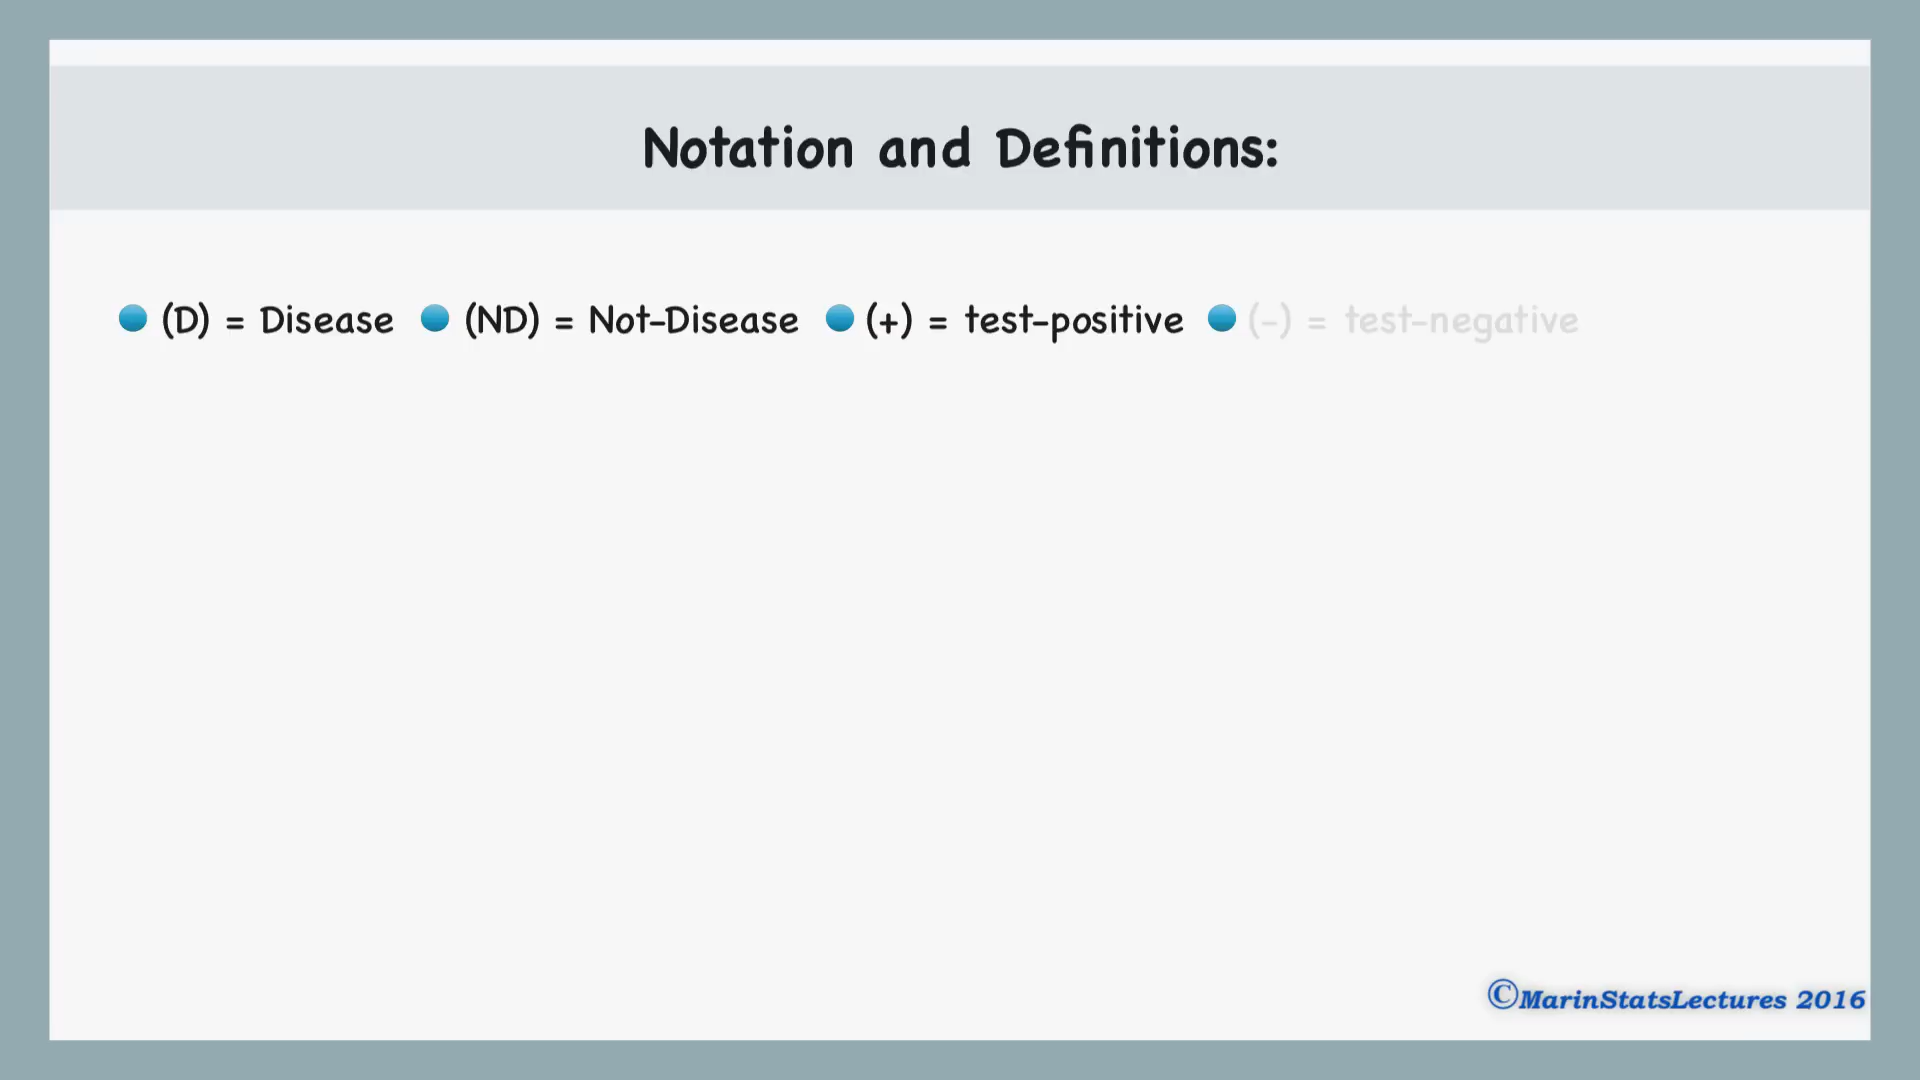 Notation and Definitions:
(D) = Disease (ND) = Not-Disease (+) = test-positive (-) = test-negative
©MarinStatsLectures 2016